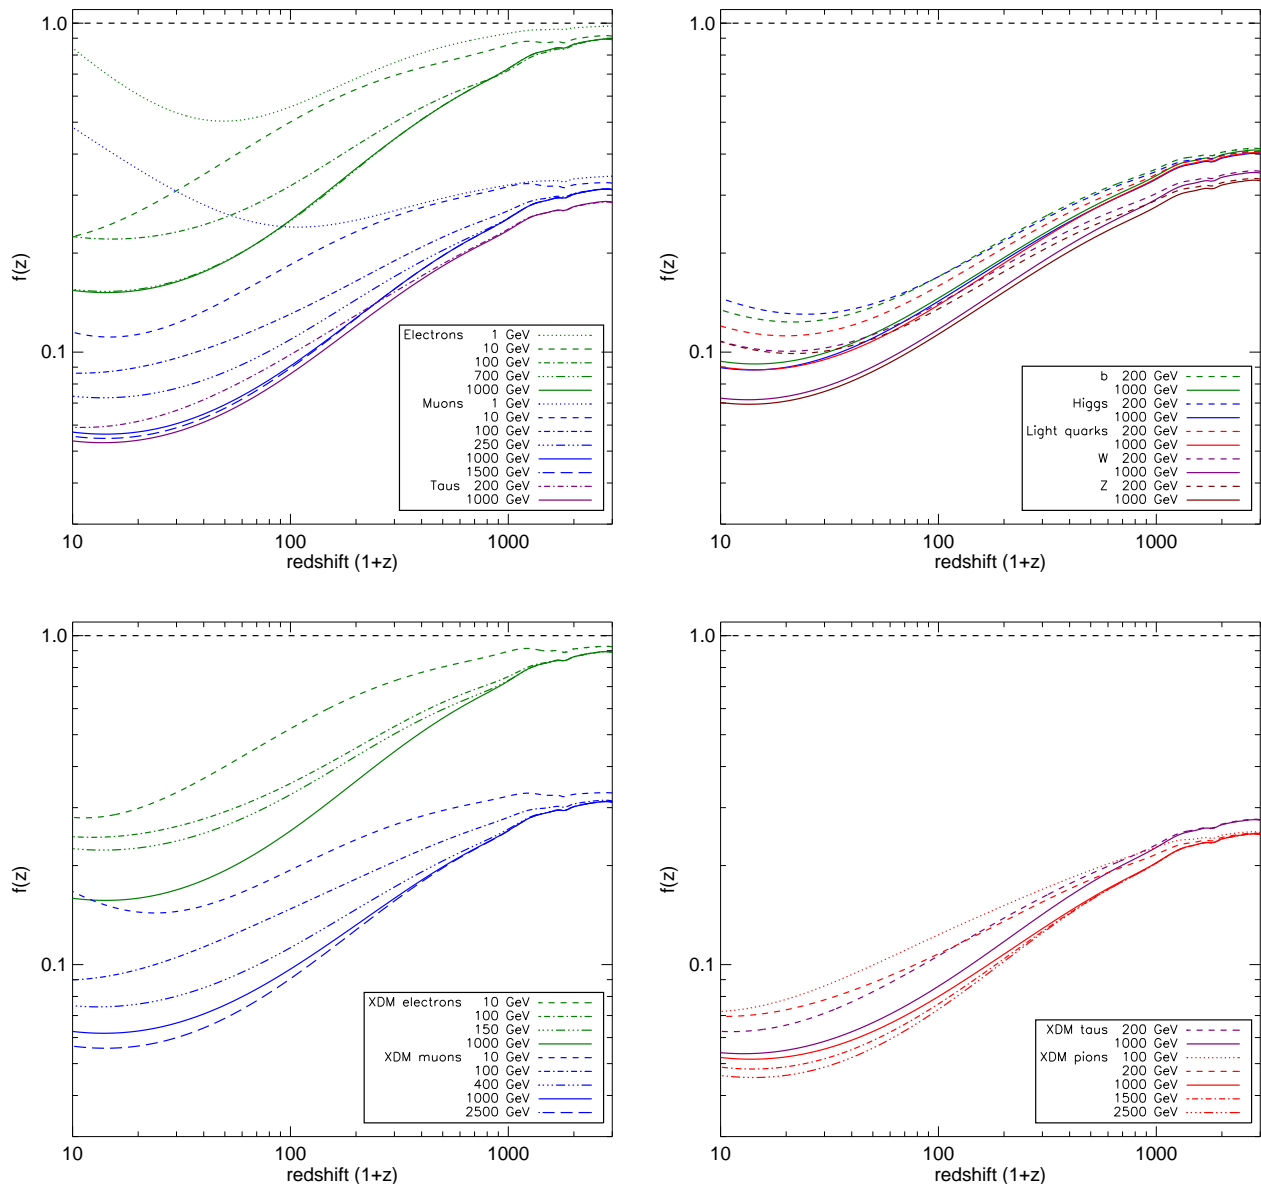 1.0
f(z)
0.1
Electrons 1 GeV
10 GeV
100 GeV
700 GeV
1000 GeV
Muons 1 GeV
10 GeV
100 GeV
250 GeV
1000 GeV
1500 GeV
Taus 200 GeV
1000 GeV
10 100 1000
redshift (1+z)
1.0
f(z)
0.1
b 200 GeV
1000 GeV
Higgs 200 GeV
1000 GeV
Light quarks 200 GeV
1000 GeV
W 200 GeV
1000 GeV
Z 200 GeV
1000 GeV
10 100 1000
redshift (1+z)
1.0
f(z)
0.1
XDM electrons 10 GeV
100 GeV
150 GeV
1000 GeV
XDM muons 10 GeV
100 GeV
400 GeV
1000 GeV
2500 GeV
10 100 1000
redshift (1+z)
1.0
f(z)
0.1
XDM taus 200 GeV
1000 GeV
XDM pions 100 GeV
200 GeV
1000 GeV
1500 GeV
2500 GeV
10 100 1000
redshift (1+z)